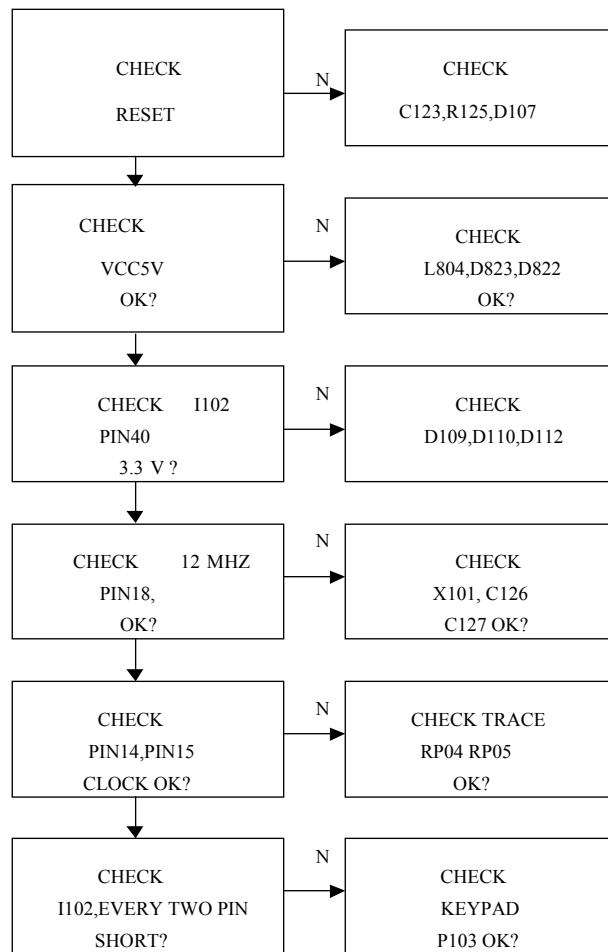 CHECK
RESET
N
CHECK
C123,R125,D107
CHECK
VCC5V
OK?
N
CHECK
L804,D823,D822
OK?
CHECK I102
PIN40
3.3 V ?
N
CHECK
D109,D110,D112
CHECK 12 MHZ
PIN18,
OK?
N
CHECK
X101, C126
C127 OK?
CHECK
PIN14,PIN15
CLOCK OK?
N
CHECK TRACE
RP04 RP05
OK?
CHECK
I102,EVERY TWO PIN
SHORT?
N
CHECK
KEYPAD
P103 OK?